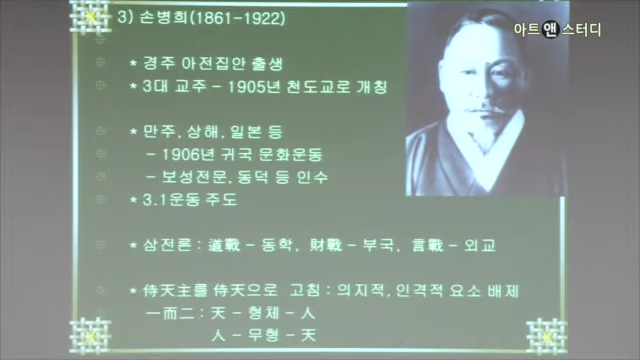 3) 손병희(1861-1922)
아트앤스터디
* 경주 아전집안 출생
* 3대 교주 - 1905년 천도교로 개칭
* 만주, 상해, 일본 등
- 1906년 귀국 문화운동
- 보성전문, 동덕 등 인수
* 3.1운동 주도
* 삼전론 : 道戰 - 동학, 財戰 - 부국, 言戰 - 외교
* 侍天主를 侍天으로 고침 : 의지적, 인격적 요소 배제
一而二 : 天 - 형체 - 人
人 - 무형 - 天